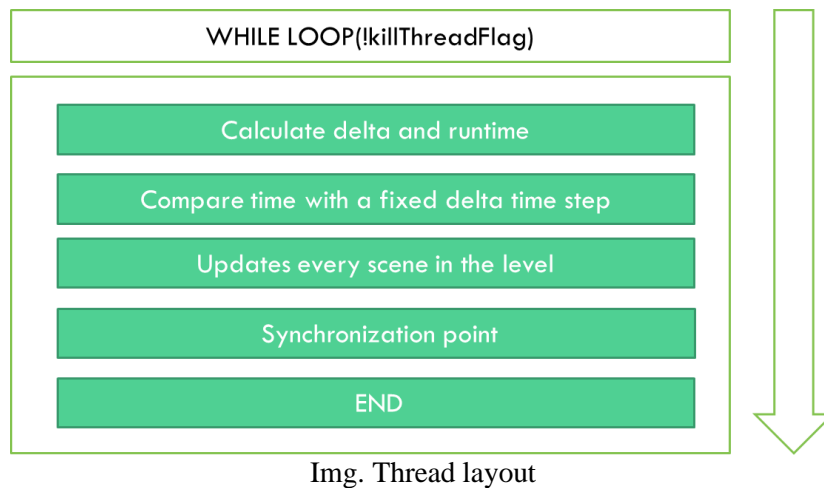 WHILE LOOP(!killThreadFlag)
Calculate delta and runtime
Compare time with a fixed delta time step
Updates every scene in the level
Synchronization point
END
Img. Thread layout